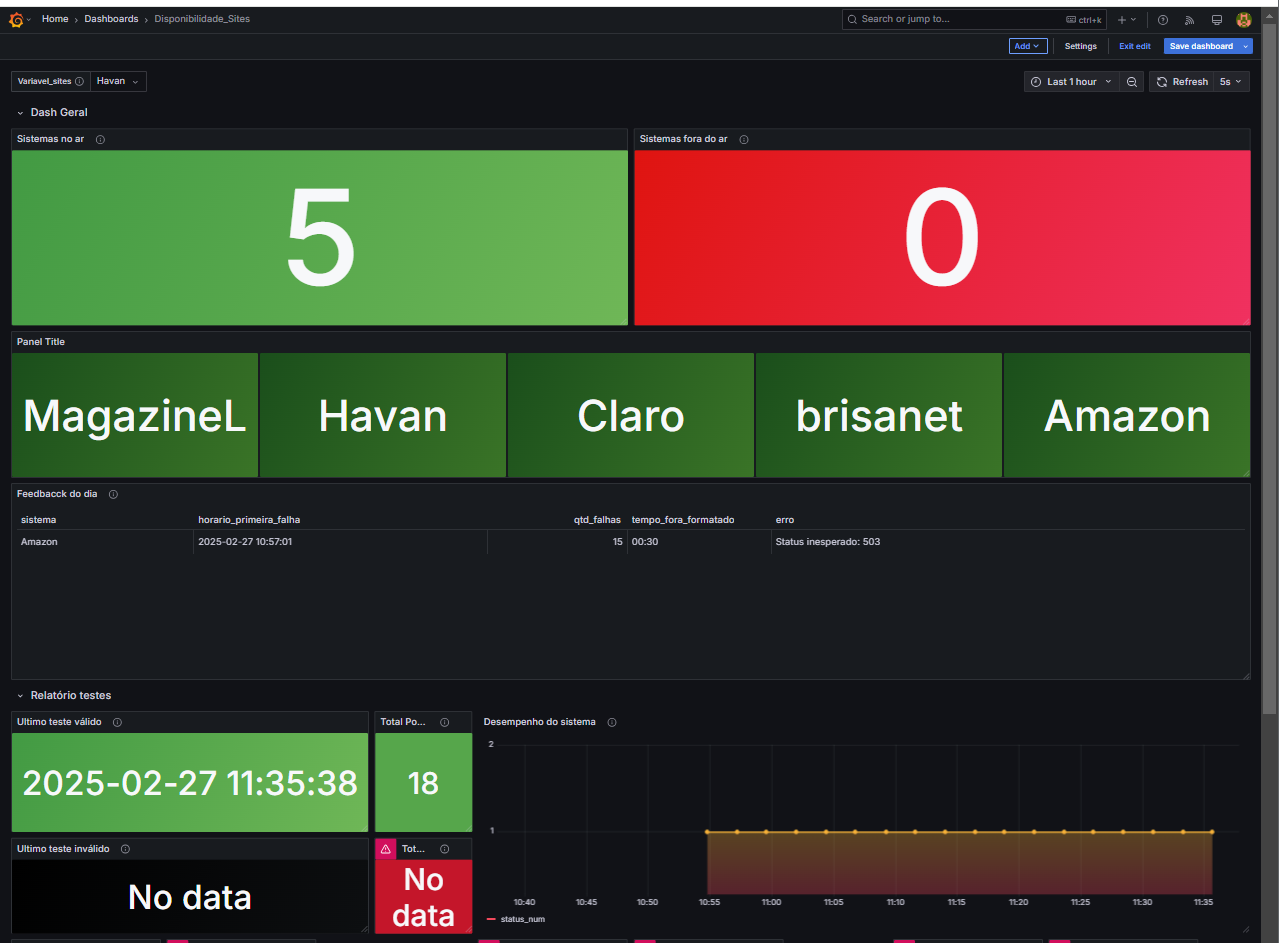 Home › Dashboards › Disponibilidade_Sites
Search or jump to...
ctrl+k
Add
Settings
Exit edit
Save dashboard
Variavel_sites
Havan
Last 1 hour
Refresh
5s
Dash Geral
Sistemas no ar
Sistemas fora do ar
5
0
Panel Title
MagazineL
Havan
Claro
brisanet
Amazon
Feedbacck do dia
sistema horario_primeira_falha qtd_falhas tempo_fora_formatado erro
Amazon 2025-02-27 10:57:01 15 00:30 Status inesperado: 503
Relatório testes
Ultimo teste válido
2025-02-27 11:35:38
Total Po...
18
Desempenho do sistema
2
1
10:40 10:45 10:50 10:55 11:00 11:05 11:10 11:15 11:20 11:25 11:30 11:35
status_num
Ultimo teste inválido
No data
Tot...
No
data